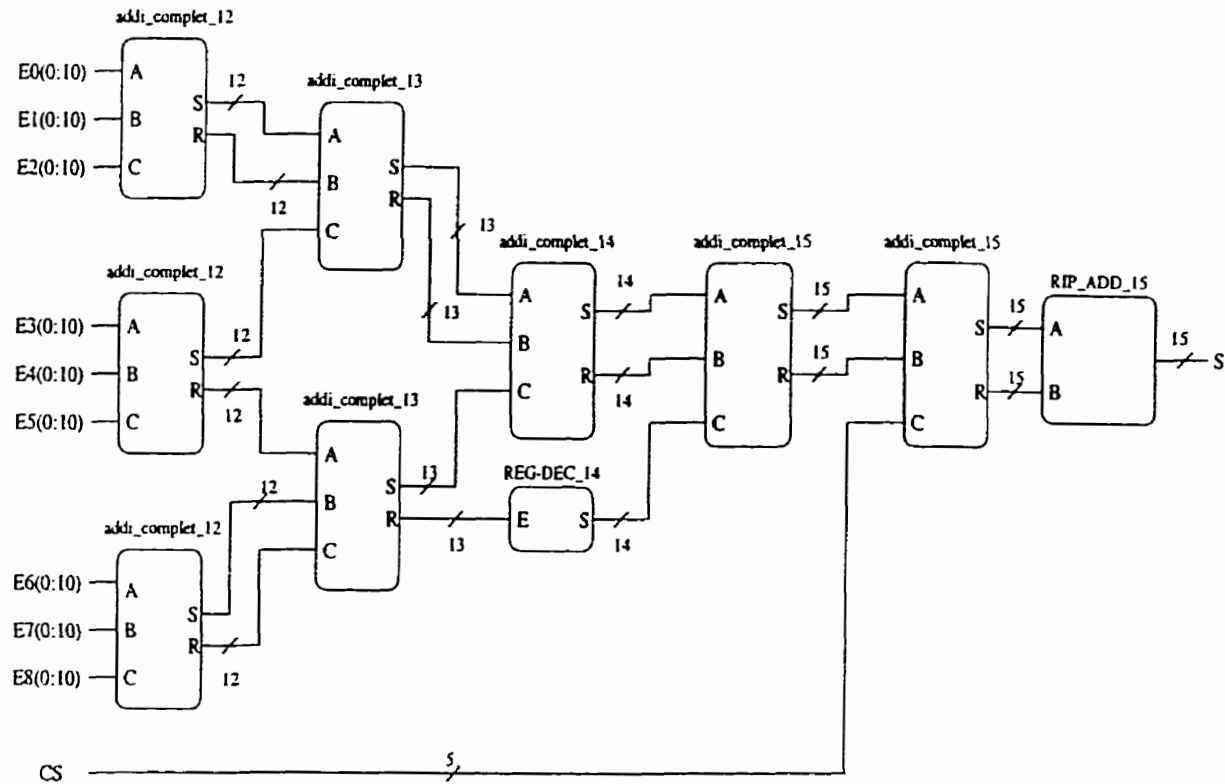 addi_complet_12
E0(0:10)
E1(0:10)
E2(0:10)
A
B
C
S
R
12
12
addi_complet_13
A
B
C
S
R
13
13
addi_complet_12
E3(0:10)
E4(0:10)
E5(0:10)
A
B
C
S
R
12
12
addi_complet_13
A
B
C
S
R
12
13
13
addi_complet_12
E6(0:10)
E7(0:10)
E8(0:10)
A
B
C
S
R
12
addi_complet_14
A
B
C
S
R
14
14
REG-DEC_14
E S
14
addi_complet_15
A
B
C
S
R
15
15
addi_complet_15
A
B
C
S
R
15
15
RIP_ADD_15
A
B
15
S
CS
5